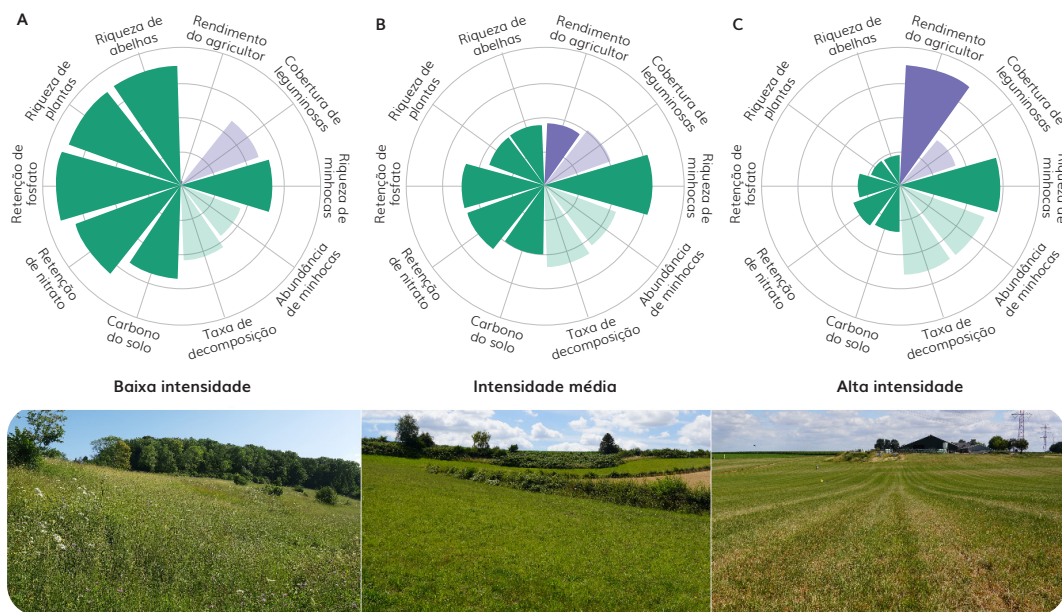 A
Riqueza de
abelhas
Rendimento
do agricultor
Cobertura de
leguminosas
Riqueza de
minhocas
Abundância
de minhocas
Taxa de
decomposição
Carbono
do solo
Retenção
de nitrato
Retenção de
fosfato
Riqueza de
plantas
Baixa intensidade
B
Riqueza de
abelhas
Rendimento
do agricultor
Cobertura de
leguminosas
Riqueza de
minhocas
Abundância
de minhocas
Taxa de
decomposição
Carbono
do solo
Retenção
de nitrato
Retenção de
fosfato
Riqueza de
plantas
Intensidade média
C
Riqueza de
abelhas
Rendimento
do agricultor
Cobertura de
leguminosas
Riqueza de
minhocas
Abundância
de minhocas
Taxa de
decomposição
Carbono
do solo
Retenção
de nitrato
Retenção de
fosfato
Riqueza de
plantas
Alta intensidade